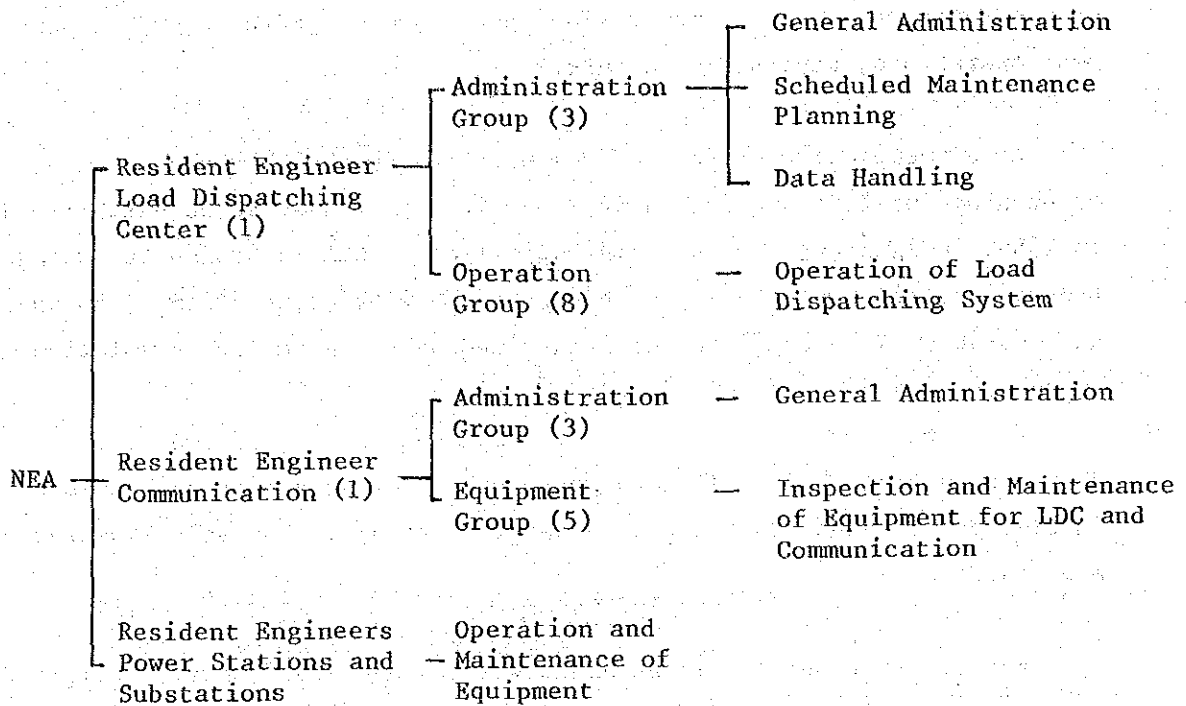 General Administration
Administration
Group (3)
Scheduled Maintenance
Planning
Data Handling
Resident Engineer
Load Dispatching
Center (1)
Operation
Group (8)
Operation of Load
Dispatching System
Administration
Group (3)
General Administration
NEA
Resident Engineer
Communication (1)
Equipment
Group (5)
Inspection and Maintenance
of Equipment for LDC and
Communication
Resident Engineers
Power Stations and
Substations
Operation and
Maintenance of
Equipment